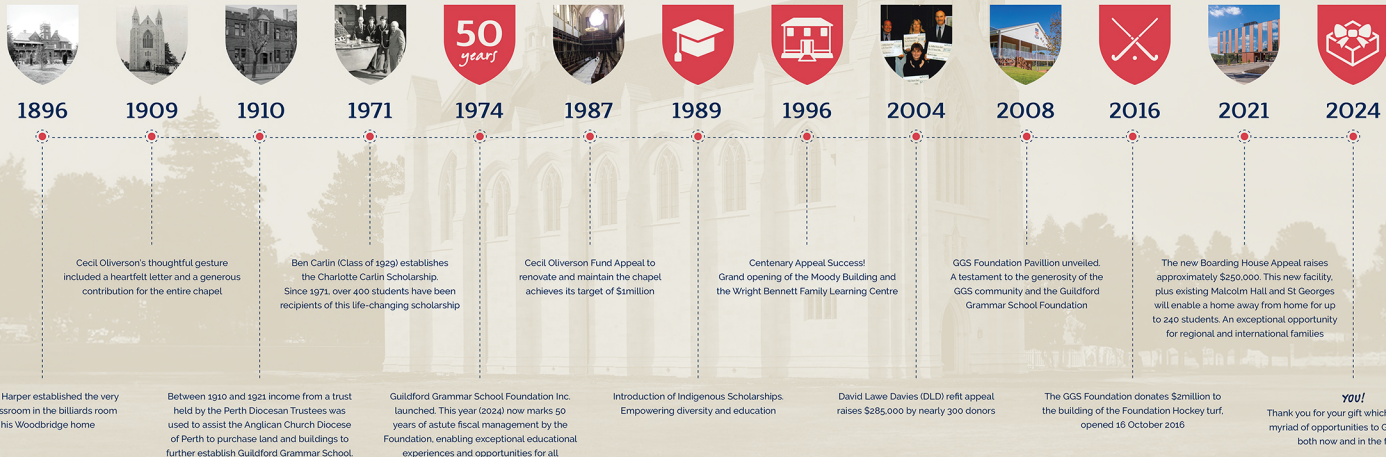 50
years
1896
1909
1910
1971
1974
1987
1989
1996
2004
2008
2016
2021
2024
Cecil Oliverson's thoughtful gesture
included a heartfelt letter and a generous
contribution for the entire chapel
Ben Carlin (Class of 1929) establishes
the Charlotte Carlin Scholarship.
Since 1971, over 400 students have been
recipients of this life-changing scholarship
Cecil Oliverson Fund Appeal to
renovate and maintain the chapel
achieves its target of $1million
Centenary Appeal Success!
Grand opening of the Moody Building and
the Wright Bennett Family Learning Centre
GGS Foundation Pavillion unveiled.
A testament to the generosity of the
GGS community and the Guildford
Grammar School Foundation
The new Boarding House Appeal raises
approximately $250,000. This new facility,
plus existing Malcolm Hall and St Georges
will enable a home away from home for up
to 240 students. An exceptional opportunity
for regional and international families
Harper established the very
ssroom in the billiards room
his Woodbridge home
Between 1910 and 1921 income from a trust
held by the Perth Diocesan Trustees was
used to assist the Anglican Church Diocese
of Perth to purchase land and buildings to
further establish Guildford Grammar School.
Guildford Grammar School Foundation Inc.
launched. This year (2024) now marks 50
years of astute fiscal management by the
Foundation, enabling exceptional educational
experiences and opportunities for all
Introduction of Indigenous Scholarships.
Empowering diversity and education
David Lawe Davies (DLD) refit appeal
raises $285,000 by nearly 300 donors
The GGS Foundation donates $2million to
the building of the Foundation Hockey turf,
opened 16 October 2016
YOU!
Thank you for your gift which
myriad of opportunities to G
both now and in the f